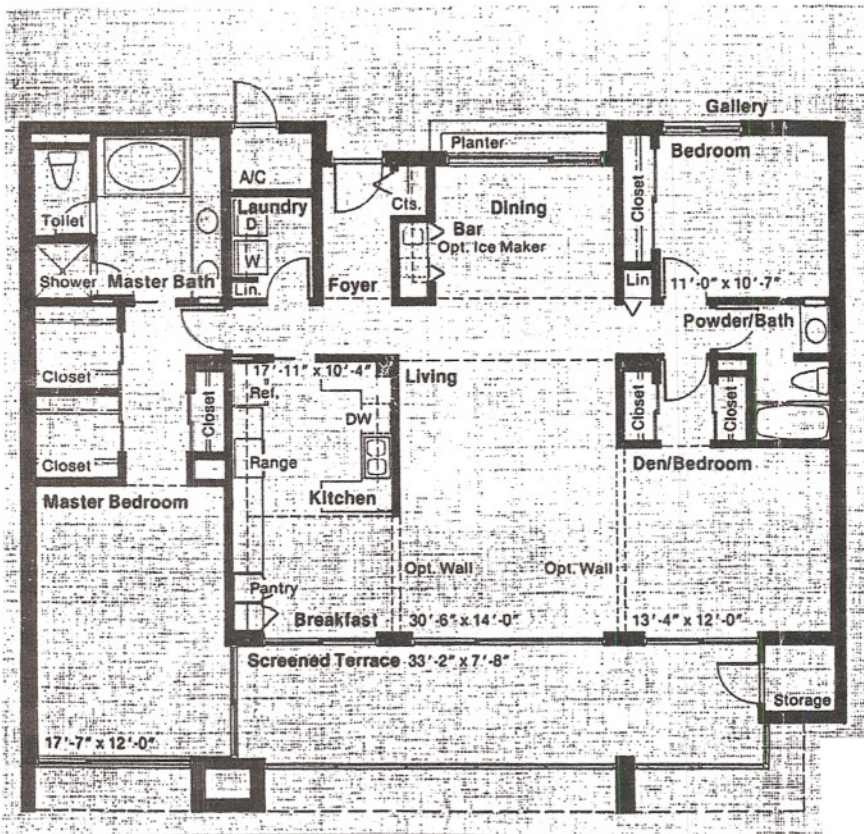 Gallery
Planter
Bedroom
A/C
Toilet
Laundry
D.
Cts.
Dining
Closet
Bar
Opt. Ice Maker
W
Shower
Master Bath
Lin.
Foyer
Lin
11'-0" x 10'-7"
Powder/Bath
Closet
17'-11" x 10'-4"
Ref.
Living
DW
Closet
Closet
Closet
Closet
Range
Kitchen
Den/Bedroom
Master Bedroom
Opt. Wall
Opt. Wall
Pantry
Breakfast
30'-6" x 14'-0"
13'-4" x 12'-0"
Screened Terrace 33'-2" x 7'-8"
Storage
17'-7" x 12'-0"